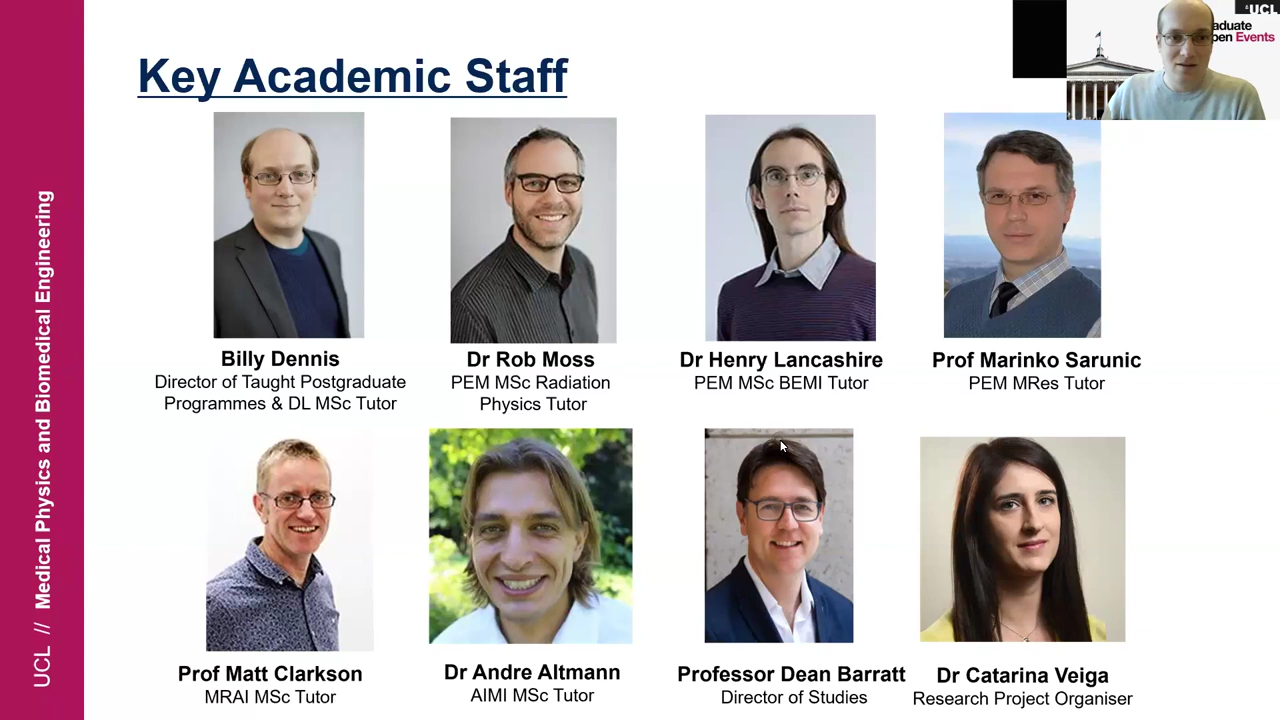 UCL // Medical Physics and Biomedical Engineering
Key Academic Staff
UCL
aduate
pen Events
Billy Dennis
Director of Taught Postgraduate
Programmes & DL MSc Tutor
Dr Rob Moss
PEM MSc Radiation
Physics Tutor
Dr Henry Lancashire
PEM MSc BEMI Tutor
Prof Marinko Sarunic
PEM MRes Tutor
Prof Matt Clarkson
MRAI MSc Tutor
Dr Andre Altmann
AIMI MSc Tutor
Professor Dean Barratt
Director of Studies
Dr Catarina Veiga
Research Project Organiser